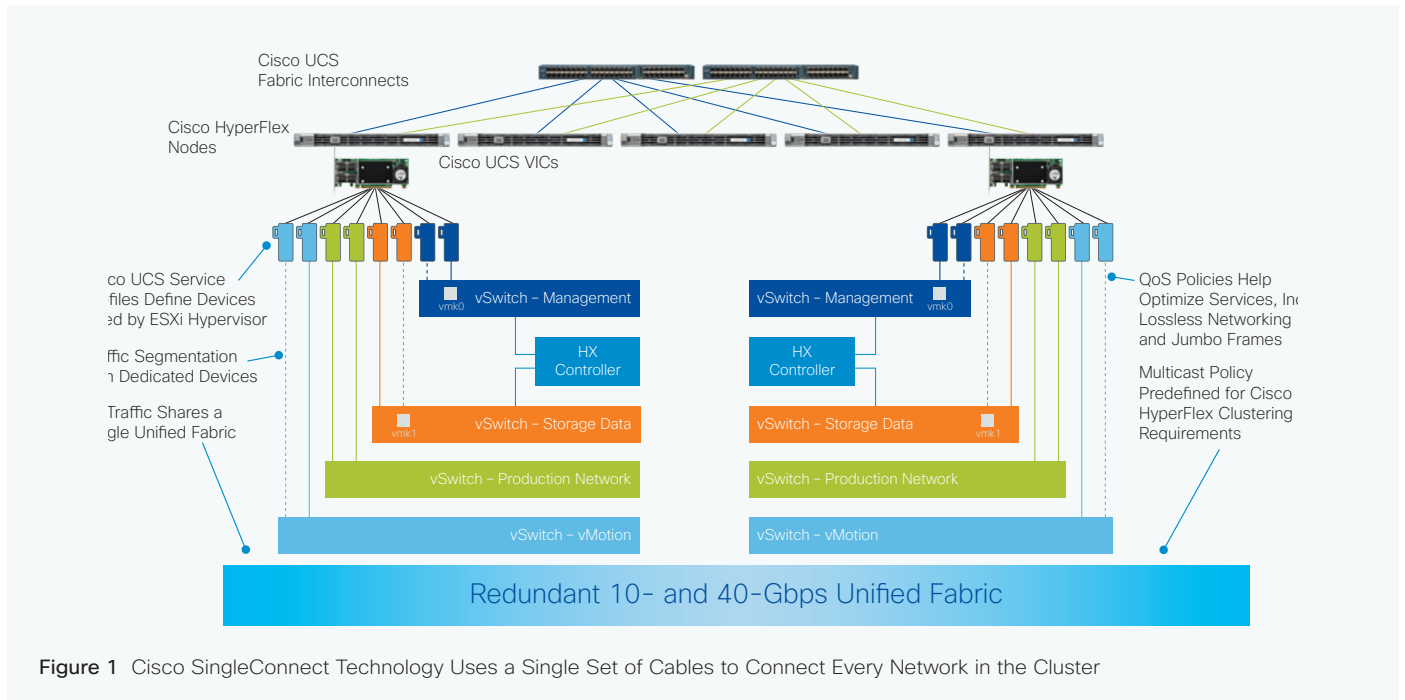 Cisco UCS
Fabric Interconnects
Cisco HyperFlex
Nodes
Cisco UCS VICs
co UCS Service
files Define Devices
ed by ESXi Hypervisor
ffic Segmentation
Dedicated Devices
Traffic Shares a
gle Unified Fabric
vSwitch – Management
vmk0
HX
Controller
vSwitch – Storage Data
vmk1
vSwitch – Production Network
vSwitch – vMotion
vSwitch – Management
vmk0
HX
Controller
vSwitch – Storage Data
vmk1
vSwitch – Production Network
vSwitch – vMotion
QoS Policies Help
Optimize Services, Inc
Lossless Networking
and Jumbo Frames
Multicast Policy
Predefined for Cisco
HyperFlex Clustering
Requirements
Redundant 10- and 40-Gbps Unified Fabric
Figure 1 Cisco SingleConnect Technology Uses a Single Set of Cables to Connect Every Network in the Cluster